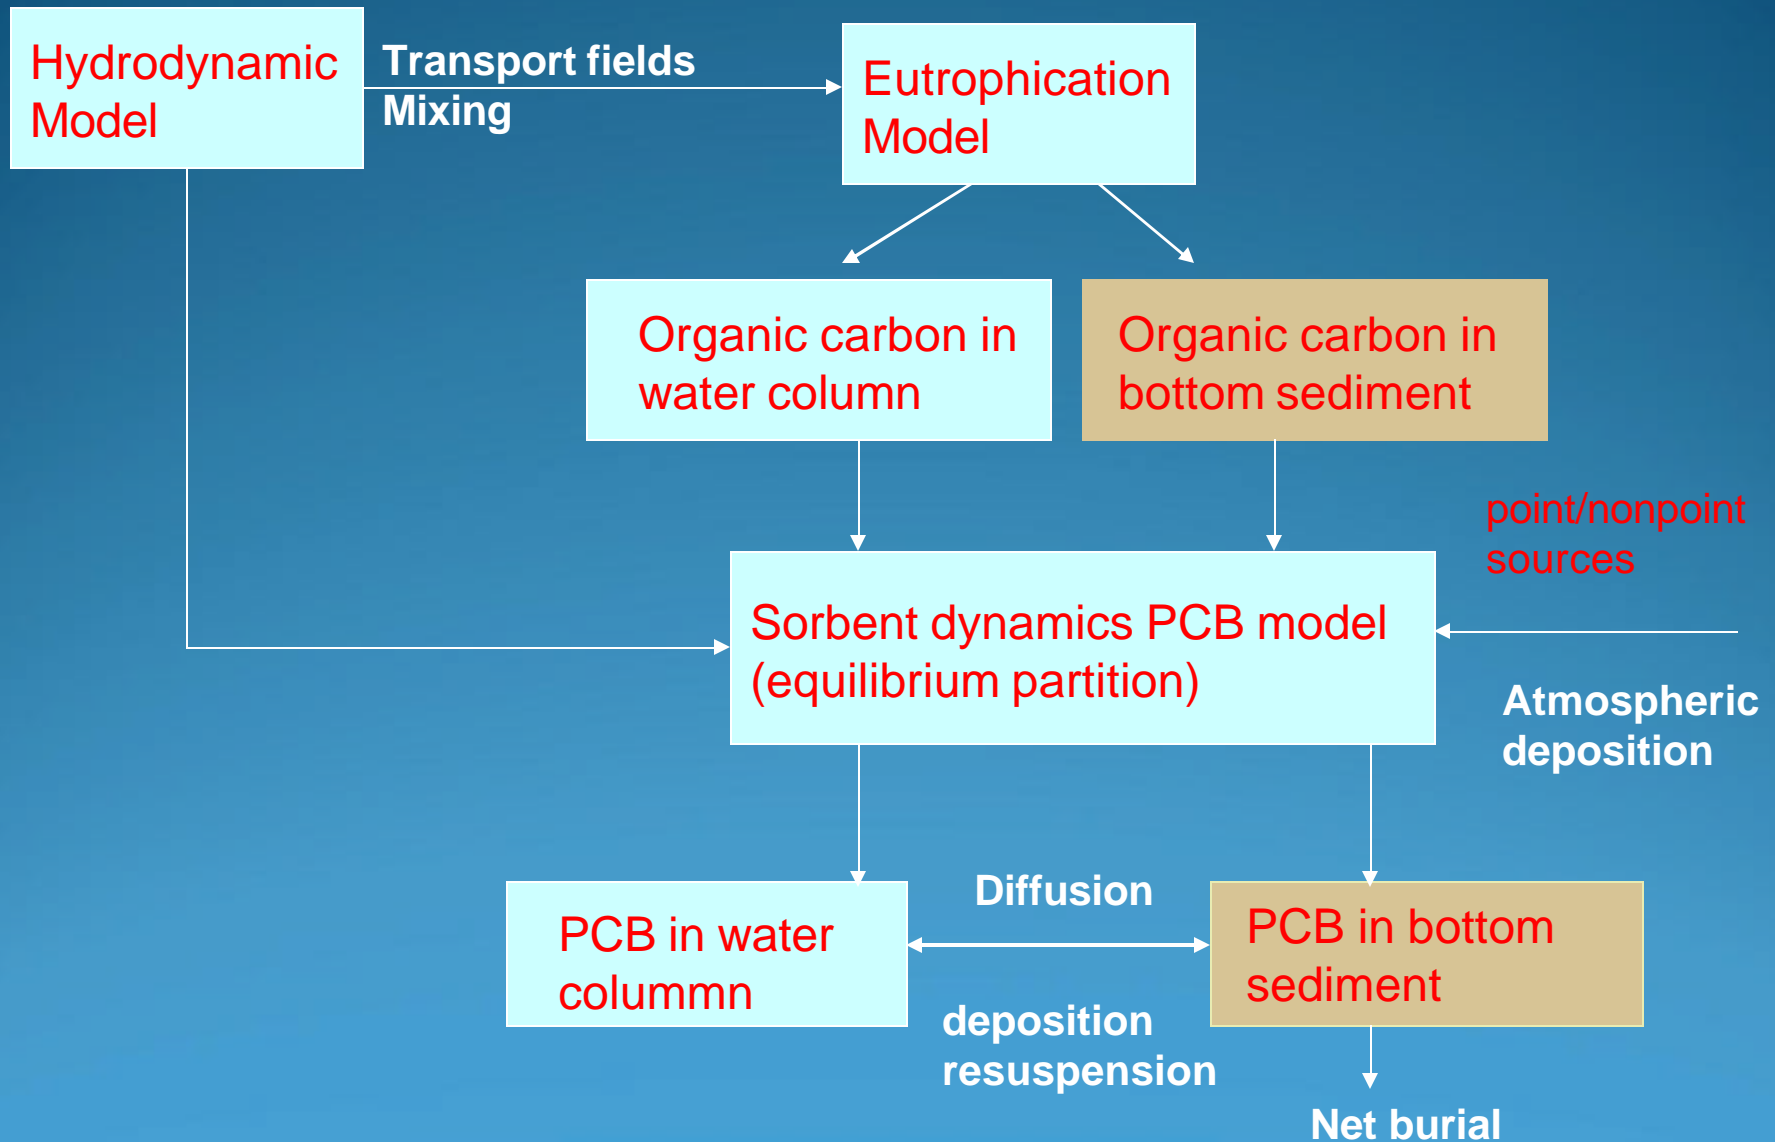 Hydrodynamic
Model
Transport fields
Mixing
Eutrophication
Model
Organic carbon in
water column
Organic carbon in
bottom sediment
point/nonpoint
sources
Sorbent dynamics PCB model
(equilibrium partition)
Atmospheric
deposition
PCB in water
colummn
Diffusion
deposition
resuspension
PCB in bottom
sediment
Net burial